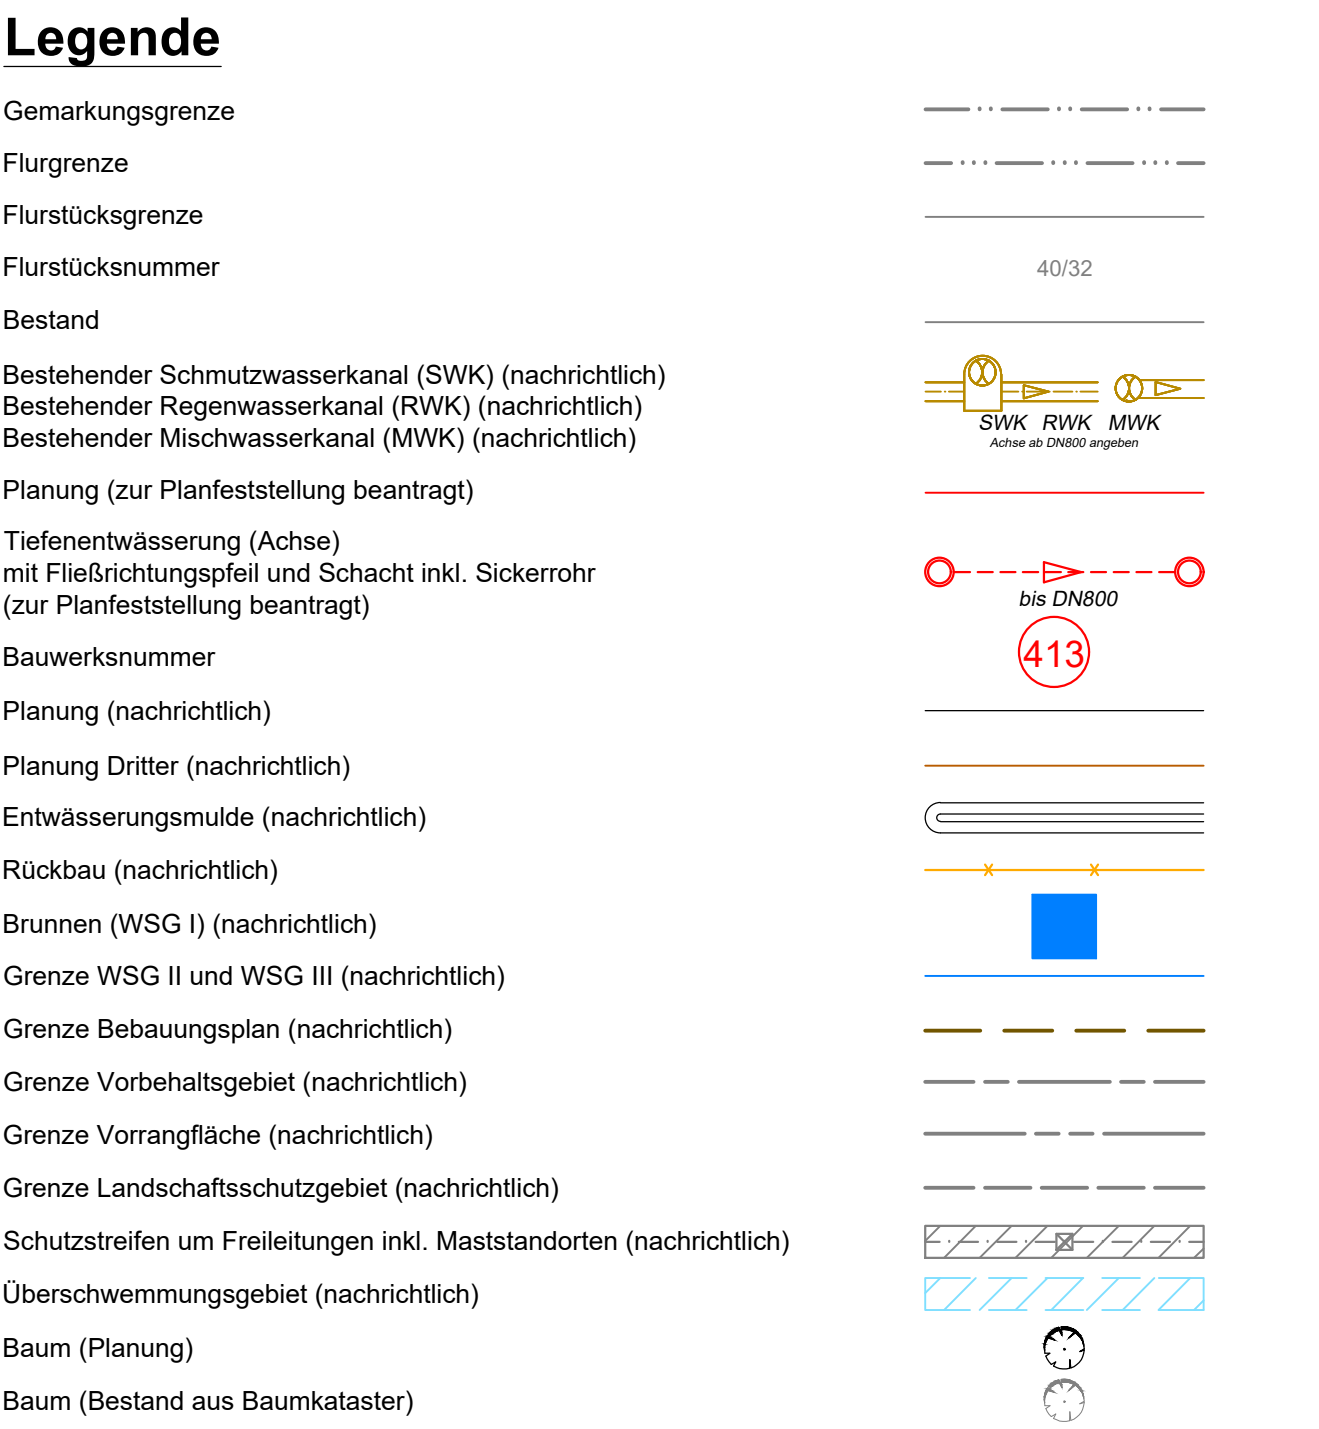 Legende
Gemarkungsgrenze
Flurgrenze
Flurstücksgrenze
Flurstücksnummer 40/32
Bestand
Bestehender Schmutzwasserkanal (SWK) (nachrichtlich)
Bestehender Regenwasserkanal (RWK) (nachrichtlich)
Bestehender Mischwasserkanal (MWK) (nachrichtlich)
SWK RWK MWK
Achse ab DN800 angeben
Planung (zur Planfeststellung beantragt)
Tiefenentwässerung (Achse)
mit Fließrichtungspfeil und Schacht inkl. Sickerrohr
(zur Planfeststellung beantragt)
bis DN800
Bauwerksnummer 413
Planung (nachrichtlich)
Planung Dritter (nachrichtlich)
Entwässerungsmulde (nachrichtlich)
Rückbau (nachrichtlich)
Brunnen (WSG I) (nachrichtlich)
Grenze WSG II und WSG III (nachrichtlich)
Grenze Bebauungsplan (nachrichtlich)
Grenze Vorbehaltsgebiet (nachrichtlich)
Grenze Vorrangfläche (nachrichtlich)
Grenze Landschaftsschutzgebiet (nachrichtlich)
Schutzstreifen um Freileitungen inkl. Maststandorten (nachrichtlich)
Überschwemmungsgebiet (nachrichtlich)
Baum (Planung)
Baum (Bestand aus Baumkataster)